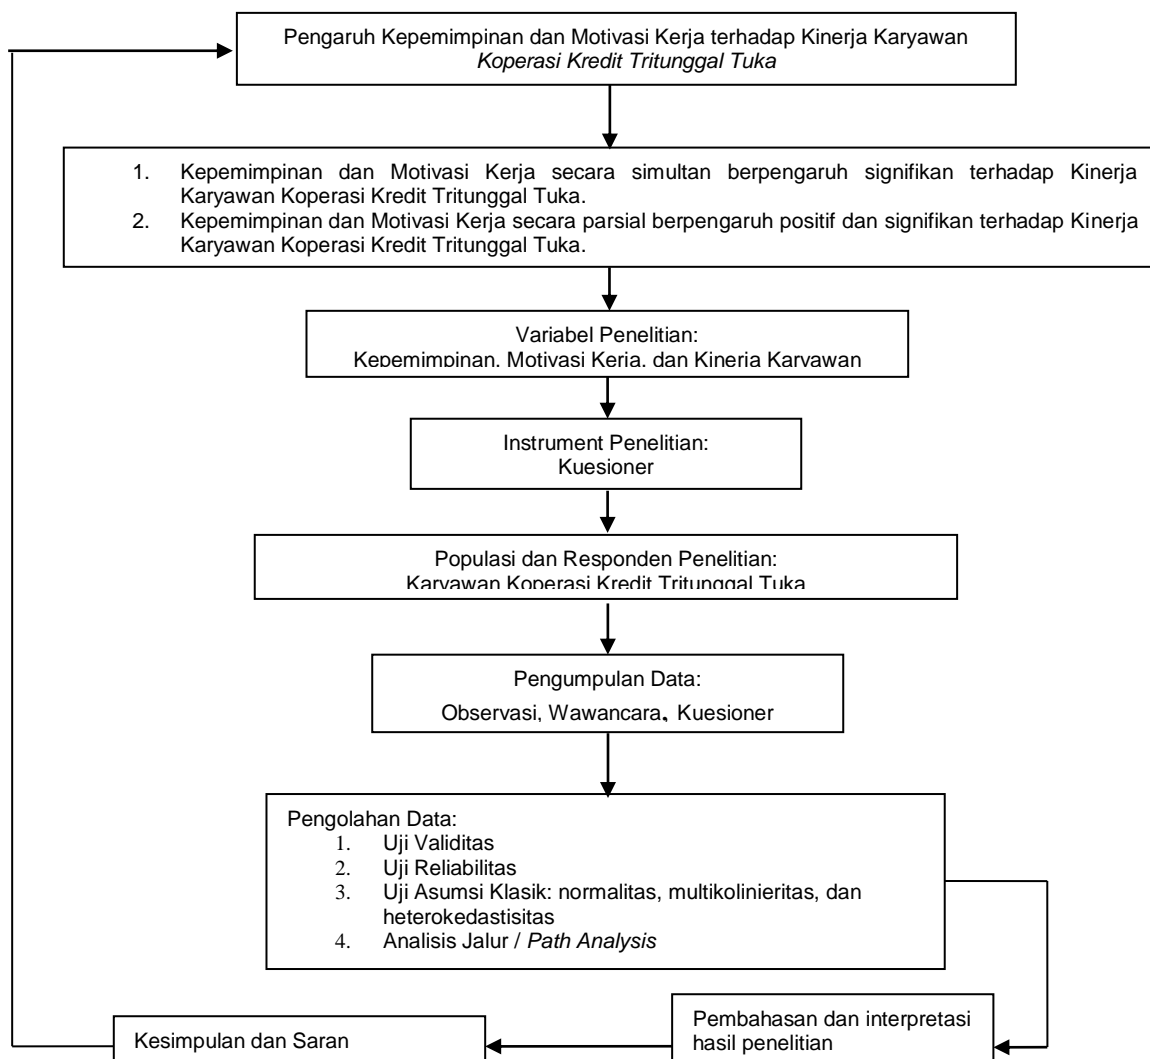 Pengaruh Kepemimpinan dan Motivasi Kerja terhadap Kinerja Karyawan
Koperasi Kredit Tritunggal Tuka
1. Kepemimpinan dan Motivasi Kerja secara simultan berpengaruh signifikan terhadap Kinerja
Karyawan Koperasi Kredit Tritunggal Tuka.
2. Kepemimpinan dan Motivasi Kerja secara parsial berpengaruh positif dan signifikan terhadap Kinerja
Karyawan Koperasi Kredit Tritunggal Tuka.
Variabel Penelitian:
Kepemimpinan, Motivasi Kerja, dan Kinerja Karyawan
Instrument Penelitian:
Kuesioner
Populasi dan Responden Penelitian:
Karyawan Koperasi Kredit Tritunggal Tuka
Pengumpulan Data:
Observasi, Wawancara, Kuesioner
Pengolahan Data:
1. Uji Validitas
2. Uji Reliabilitas
3. Uji Asumsi Klasik: normalitas, multikolinieritas, dan
heterokedastisitas
4. Analisis Jalur / Path Analysis
Pembahasan dan interpretasi
hasil penelitian
Kesimpulan dan Saran